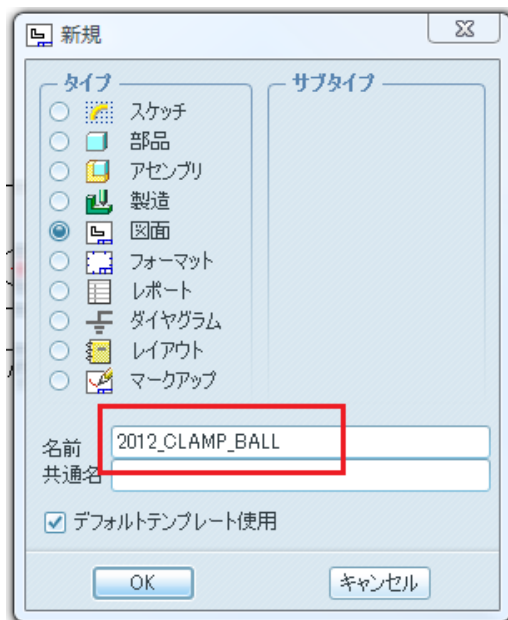 新規
タイプ
スケッチ
部品
アセンブリ
製造
図面
フォーマット
レポート
ダイヤグラム
レイアウト
マークアップ
サブタイプ
名前 2012_CLAMP_BALL
共通名
デフォルトテンプレート使用
OK キャンセル